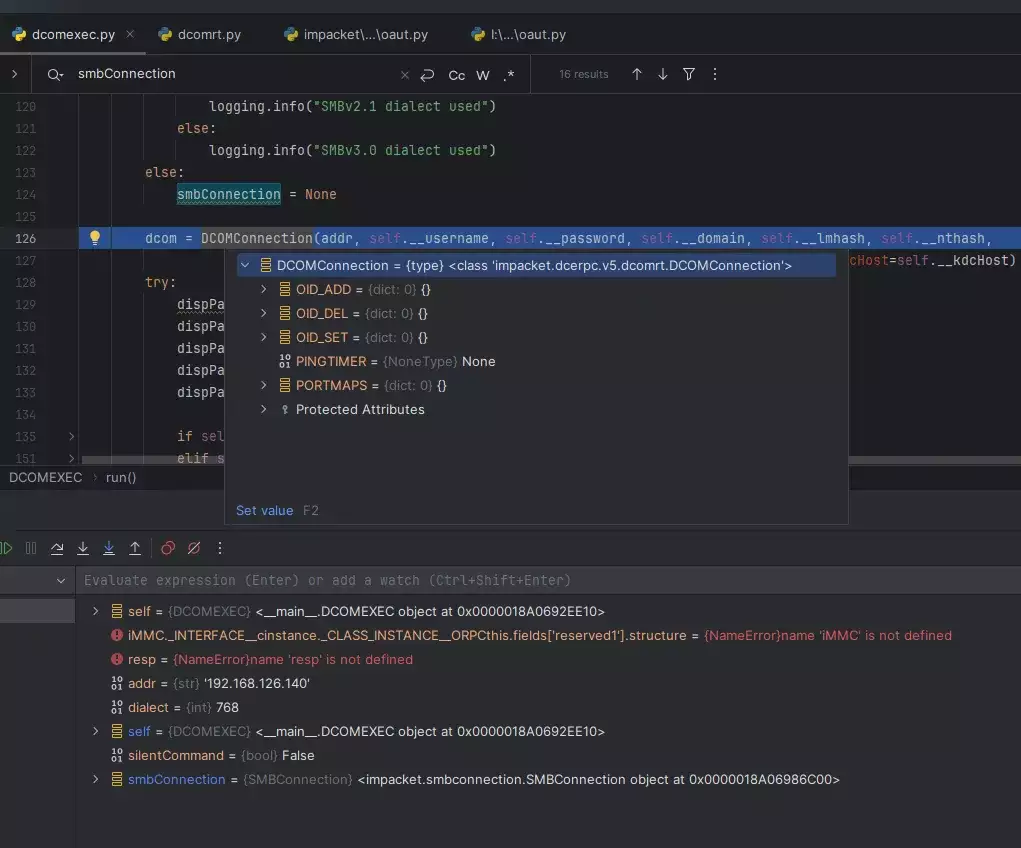 dcomexec.py × dcomrt.py impacket\...\oaut.py I:\...\oaut.py
smbConnection × Cc W .* 16 results
120 logging.info("SMBv2.1 dialect used")
121 else:
122 logging.info("SMBv3.0 dialect used")
123 else:
124 smbConnection = None
125
126 dcom = DCOMConnection(addr, self.__username, self.__password, self.__domain, self.__lmhash, self.__nthash,
127 cHost=self.__kdcHost)
DCOMConnection = {type} <class 'impacket.dcerpc.v5.dcomrt.DCOMConnection'>
128 try:
OID_ADD = {dict: 0} {}
129 dispPa
OID_DEL = {dict: 0} {}
130 dispPa
OID_SET = {dict: 0} {}
131 dispPa
PINGTIMER = {NoneType} None
132 dispPa
PORTMAPS = {dict: 0} {}
133 dispPa
Protected Attributes
134
135 if sel
151 elif s
DCOMEXEC › run()
Set value F2
Evaluate expression (Enter) or add a watch (Ctrl+Shift+Enter)
self = {DCOMEXEC} <__main__.DCOMEXEC object at 0x0000018A0692EE10>
iMMC._INTERFACE__cinstance._CLASS_INSTANCE__ORPCthis.fields['reserved1'].structure = {NameError}name 'iMMC' is not defined
resp = {NameError}name 'resp' is not defined
addr = {str} '192.168.126.140'
dialect = {int} 768
self = {DCOMEXEC} <__main__.DCOMEXEC object at 0x0000018A0692EE10>
silentCommand = {bool} False
smbConnection = {SMBConnection} <impacket.smbconnection.SMBConnection object at 0x0000018A06986C00>